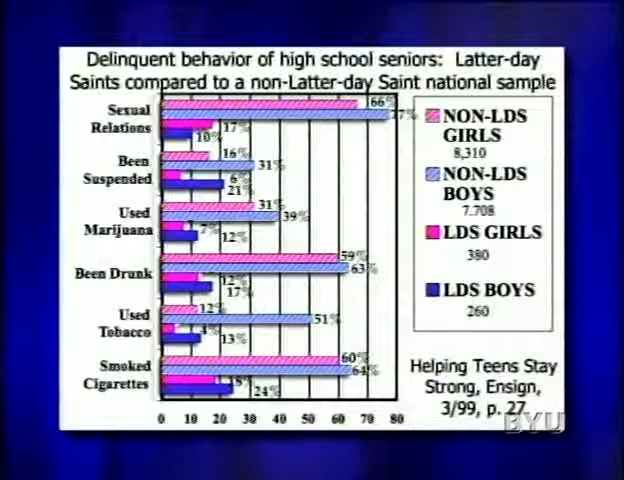 Delinquent behavior of high school seniors: Latter-day
Saints compared to a non-Latter-day Saint national sample
Sexual
Relations
66%
77%
17%
10%
Been
Suspended
16%
31%
6%
21%
Used
Marijuana
31%
39%
7%
12%
Been Drunk
59%
63%
12%
17%
Used
Tobacco
12%
51%
4%
13%
Smoked
Cigarettes
60%
64%
18%
24%
0 10 20 30 40 50 60 70 80
NON-LDS
GIRLS
8,310
NON-LDS
BOYS
7.708
LDS GIRLS
380
LDS BOYS
260
Helping Teens Stay
Strong, Ensign,
3/99, p. 27
BYU